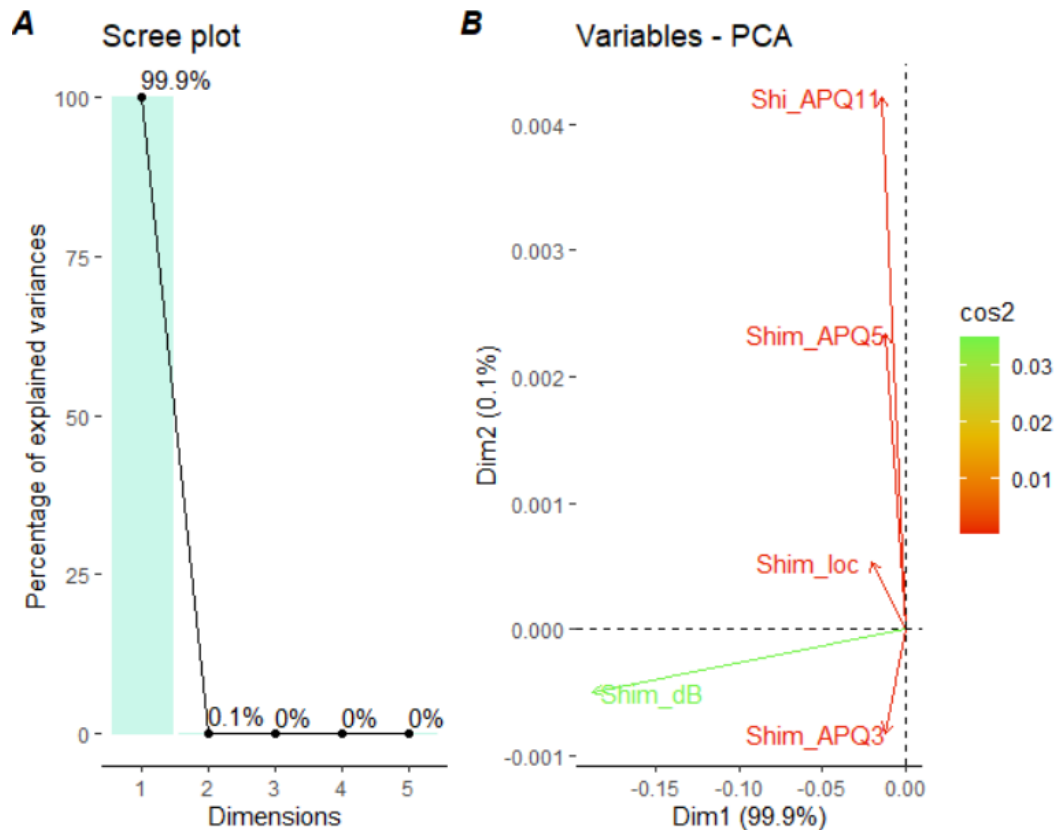 A
Scree plot
Percentage of explained variances
100
75
50
25
0
99.9%
0.1%
0%
0%
0%
1
2
3
4
5
Dimensions
B
Variables - PCA
Dim2 (0.1%)
0.004
0.003
0.002
0.001
0.000
-0.001
Shi_APQ11
Shim_APQ5
Shim_loc
Shim_dB
Shim_APQ3
-0.15
-0.10
-0.05
0.00
Dim1 (99.9%)
cos2
0.03
0.02
0.01